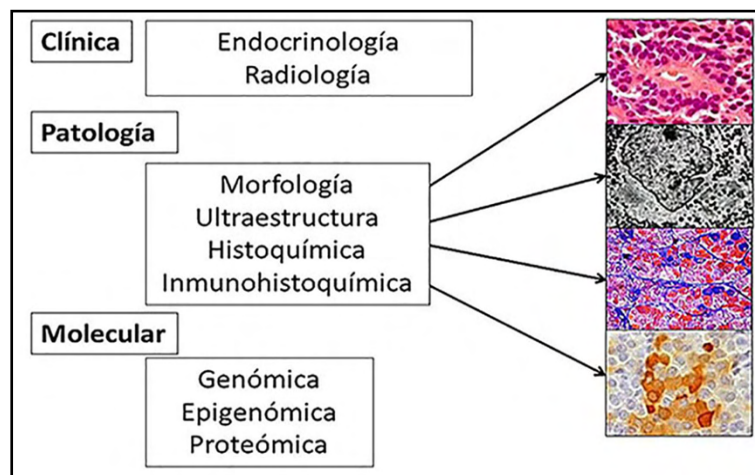 Clínica
Endocrinología
Radiología
Patología
Morfología
Ultraestructura
Histoquímica
Inmunohistoquímica
Molecular
Genómica
Epigenómica
Proteómica